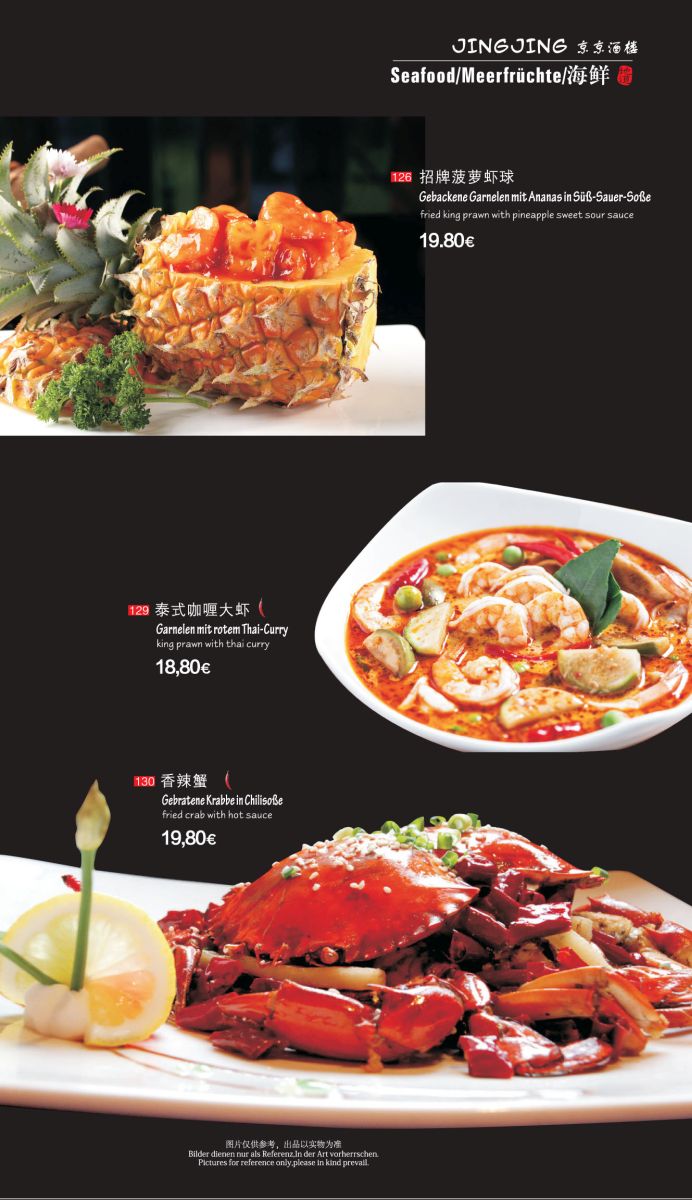 JINGJING 京京酒楼
Seafood/Meerfrüchte/海鲜
126 招牌菠萝虾球
Gebackene Garnelen mit Ananas in Süß-Sauer-Soße
fried king prawn with pineapple sweet sour sauce
19.80€
129 泰式咖喱大虾
Garnelen mit rotem Thai-Curry
king prawn with thai curry
18,80€
130 香辣蟹
Gebratene Krabbe in Chilisoße
fried crab with hot sauce
19,80€
图片仅供参考，出品以实物为准
Bilder dienen nur als Referenz.In der Art vorherrschen.
Pictures for reference only,please in kind prevail.